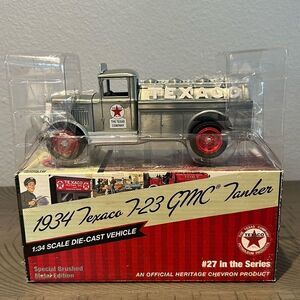 TEXACO
THE TEXAS
COMPANY
TEXACO
1934 Texaco T-23 GMC® Tanker
1:34 SCALE DIE-CAST VEHICLE
TEXACO
Special Brushed
Metal Edition
#27 in the Series
AN OFFICIAL HERITAGE CHEVRON PRODUCT